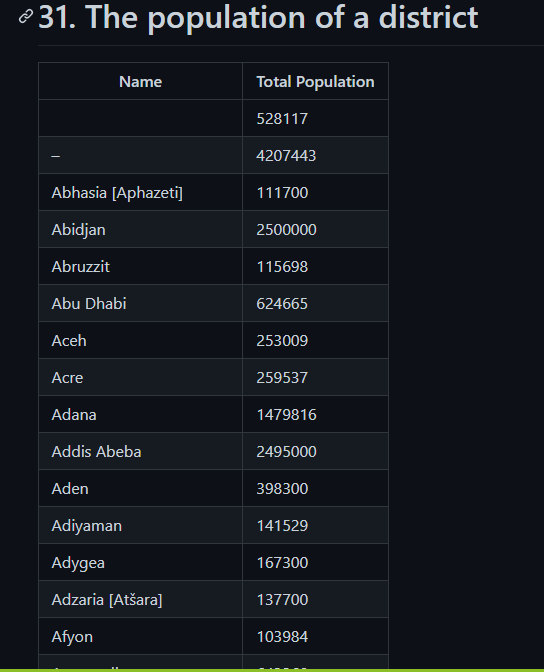 31. The population of a district
Name Total Population
528117
– 4207443
Abhasia [Aphazeti] 111700
Abidjan 2500000
Abruzzit 115698
Abu Dhabi 624665
Aceh 253009
Acre 259537
Adana 1479816
Addis Abeba 2495000
Aden 398300
Adiyaman 141529
Adygea 167300
Adzaria [Atšara] 137700
Afyon 103984